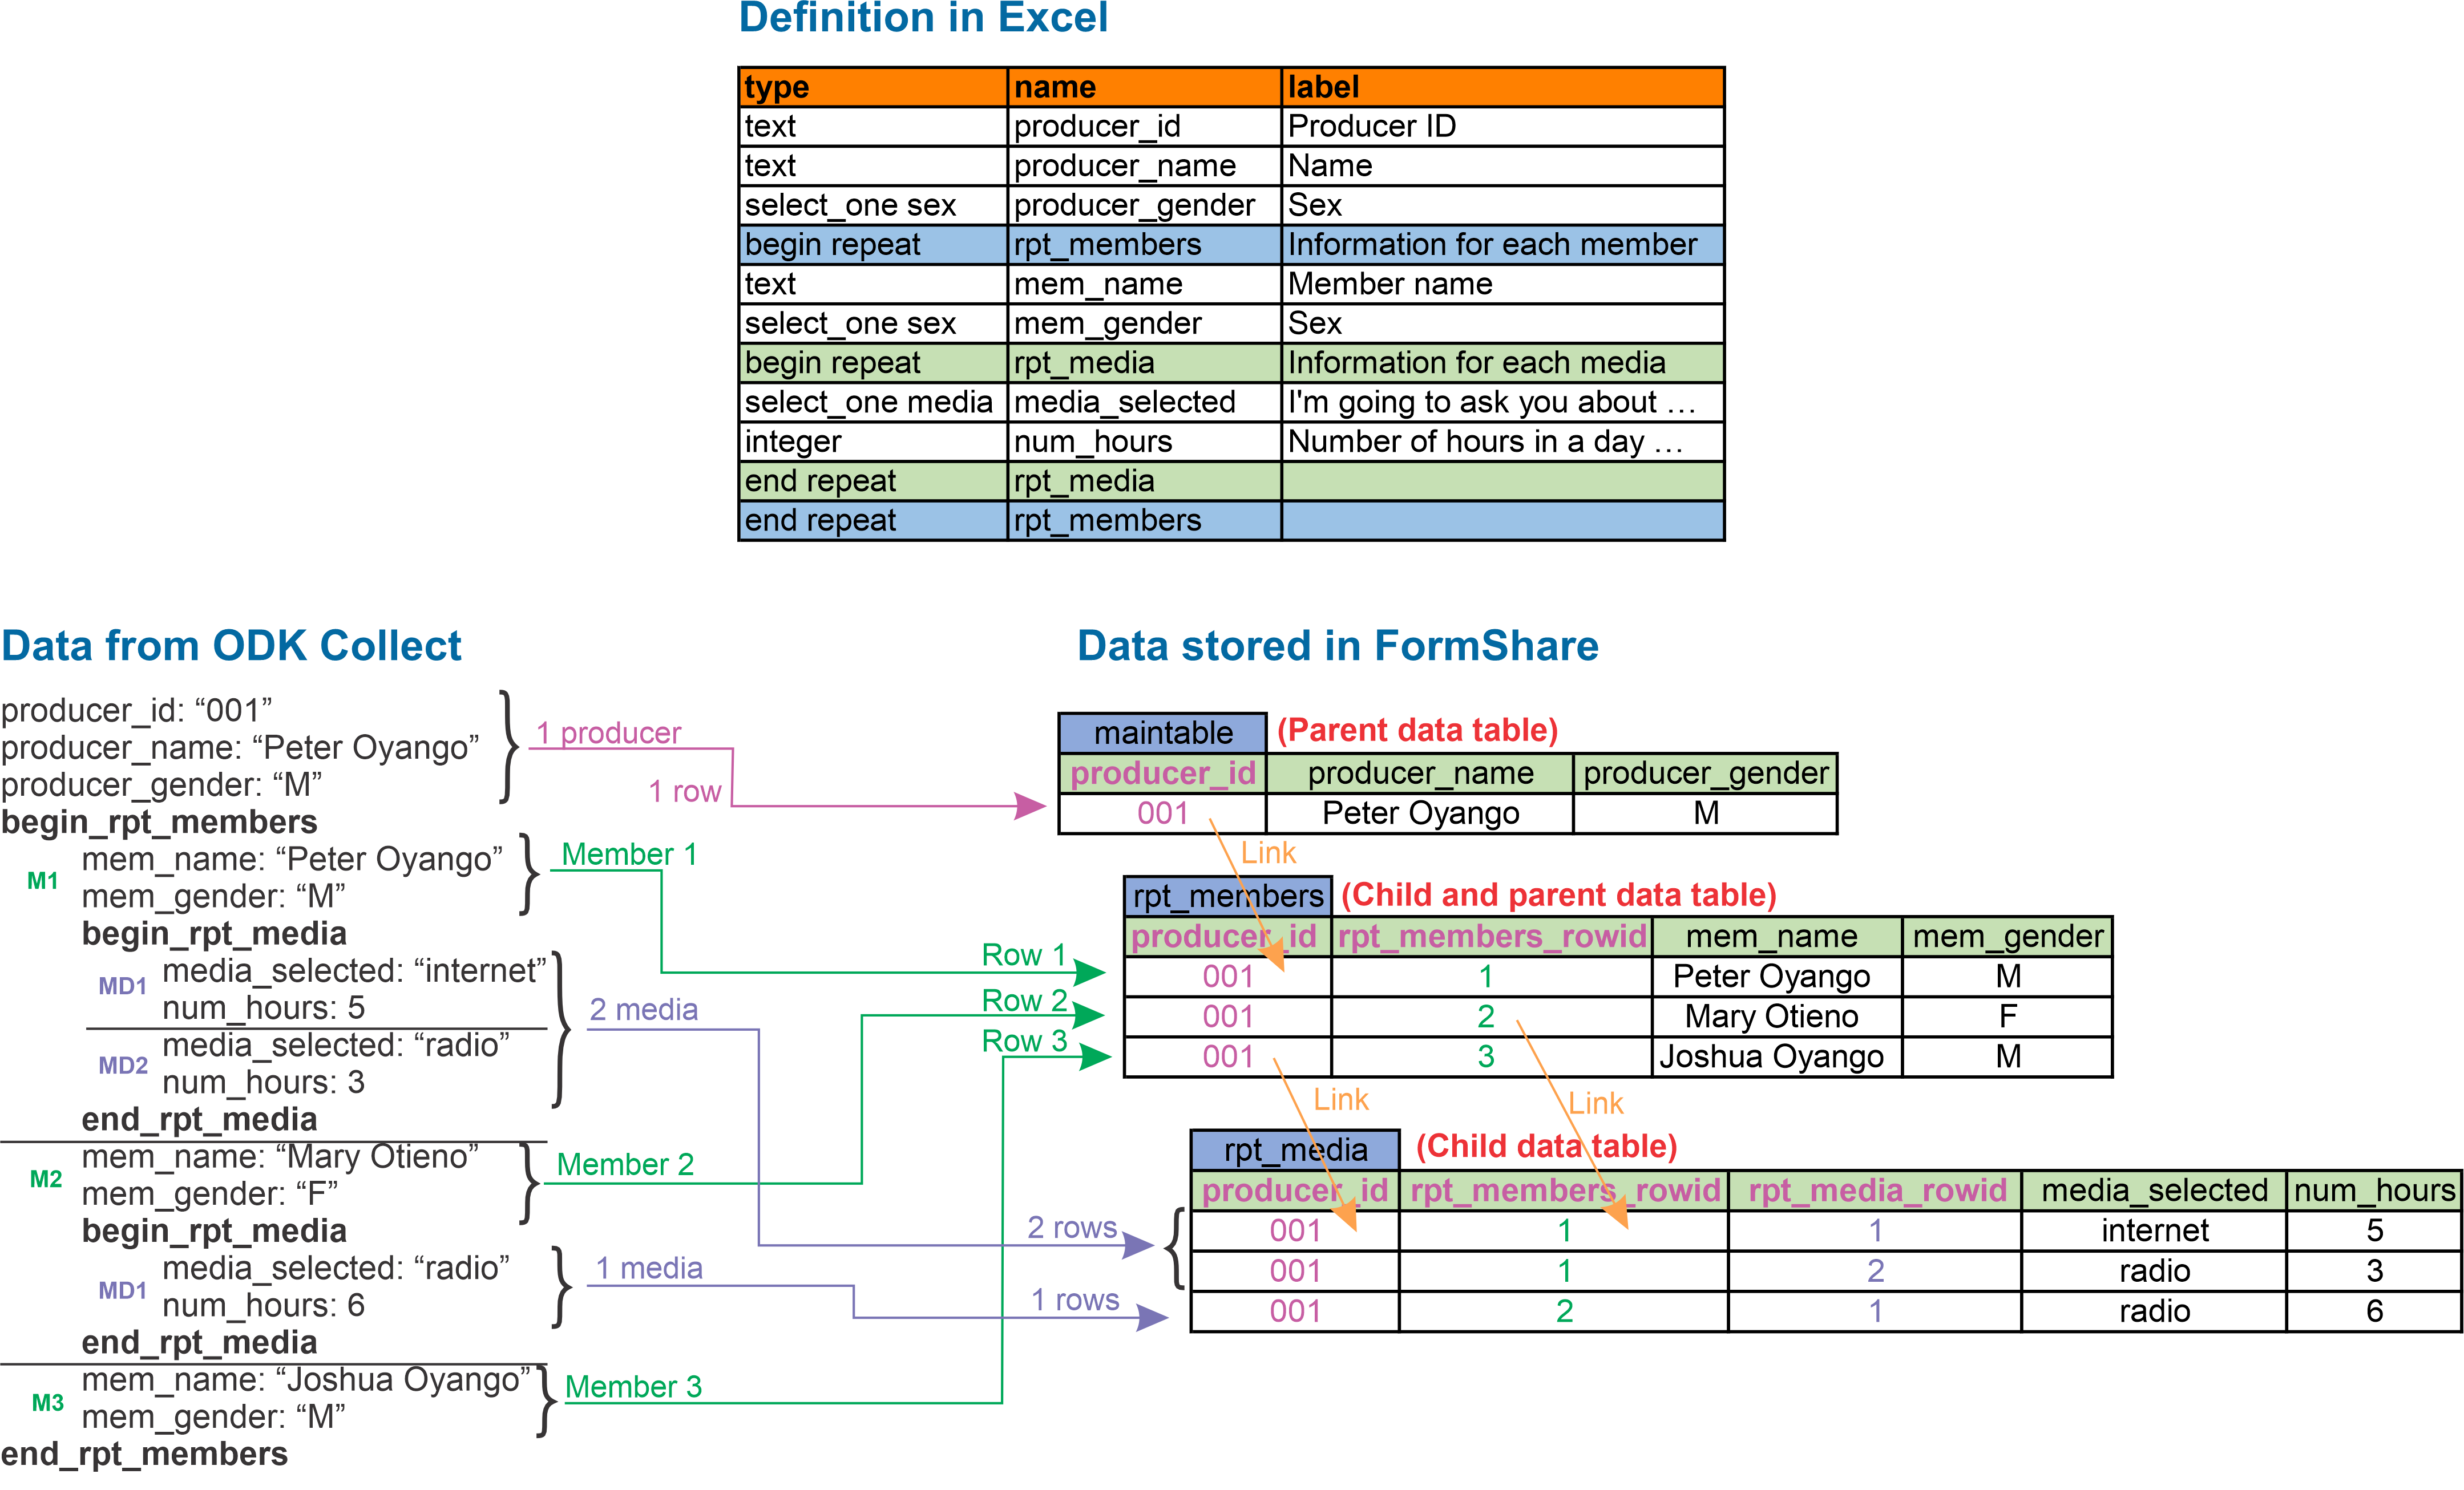 Definition in Excel
type name label
text producer_id Producer ID
text producer_name Name
select_one sex producer_gender Sex
begin repeat rpt_members Information for each member
text mem_name Member name
select_one sex mem_gender Sex
begin repeat rpt_media Information for each media
select_one media media_selected I'm going to ask you about …
integer num_hours Number of hours in a day …
end repeat rpt_media
end repeat rpt_members
Data from ODK Collect
producer_id: “001”
producer_name: “Peter Oyango”
producer_gender: “M”
begin_rpt_members
M1
mem_name: “Peter Oyango”
mem_gender: “M”
begin_rpt_media
MD1
media_selected: “internet”
num_hours: 5
MD2
media_selected: “radio”
num_hours: 3
end_rpt_media
M2
mem_name: “Mary Otieno”
mem_gender: “F”
begin_rpt_media
MD1
media_selected: “radio”
num_hours: 6
end_rpt_media
M3
mem_name: “Joshua Oyango”
mem_gender: “M”
end_rpt_members
1 producer
1 row
Member 1
2 media
Member 2
1 media
Member 3
Row 1
Row 2
Row 3
2 rows
1 rows
Data stored in FormShare
maintable (Parent data table)
producer_id producer_name producer_gender
001 Peter Oyango M
Link
rpt_members (Child and parent data table)
producer_id rpt_members_rowid mem_name mem_gender
001 1 Peter Oyango M
001 2 Mary Otieno F
001 3 Joshua Oyango M
Link Link
rpt_media (Child data table)
producer_id rpt_members_rowid rpt_media_rowid media_selected num_hours
001 1 1 internet 5
001 1 2 radio 3
001 2 1 radio 6